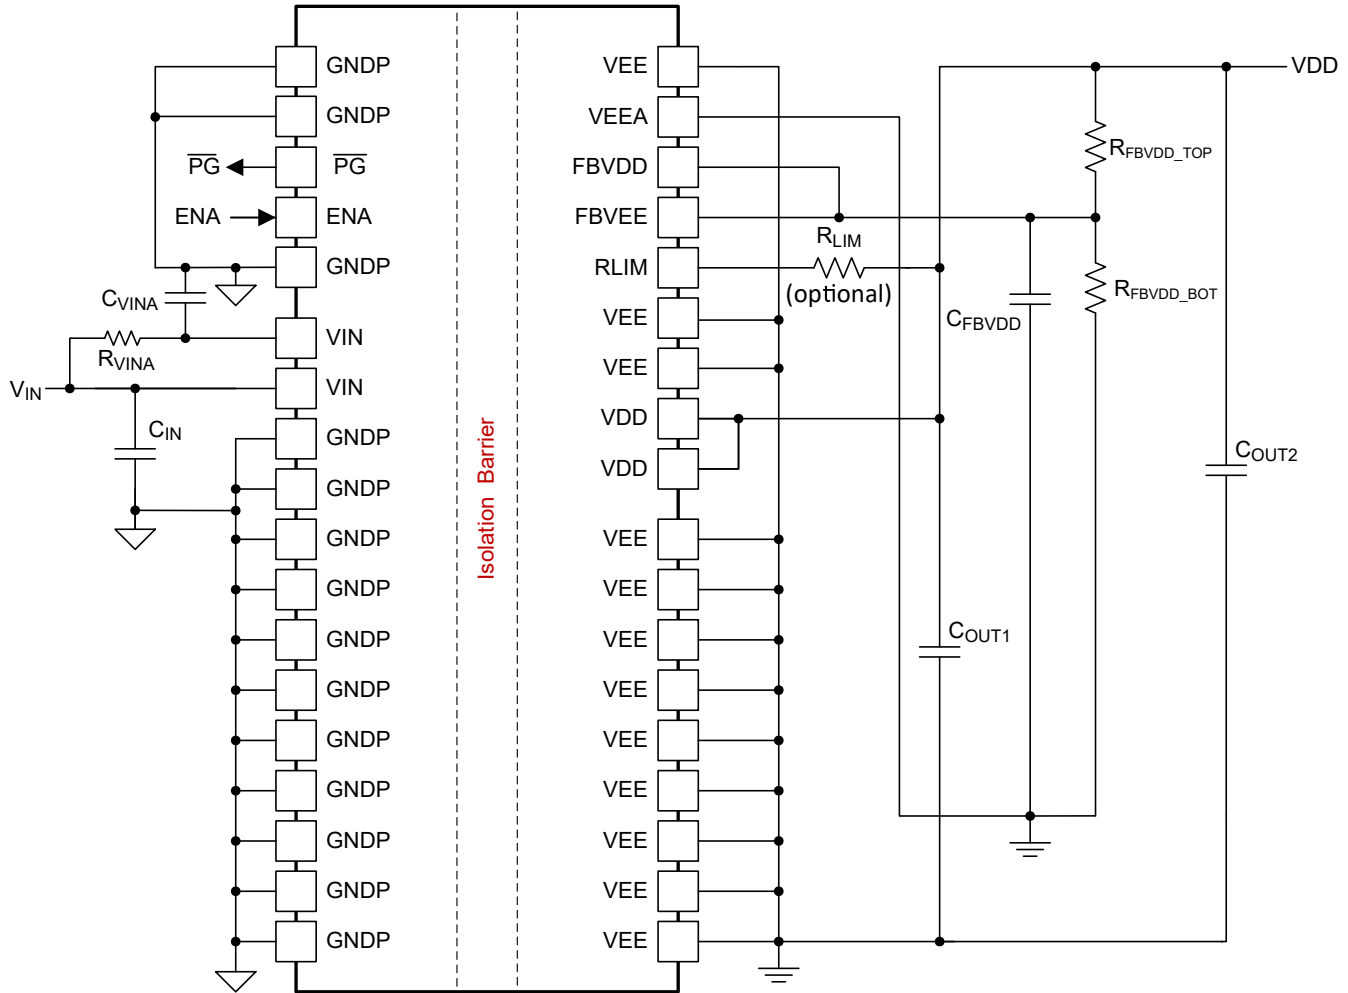 GNDP
GNDP
PG
PG
ENA
ENA
GNDP
CVINA
VIN
RVINA
VIN
VIN
CIN
GNDP
GNDP
GNDP
GNDP
GNDP
GNDP
GNDP
GNDP
GNDP
GNDP
GNDP
Isolation Barrier
VEE
VEEA
FBVDD
FBVEE
RLIM
VEE
VEE
VDD
VDD
VEE
VEE
VEE
VEE
VEE
VEE
VEE
VEE
VEE
RLIM
(optional)
VDD
RFBVDD_TOP
RFBVDD_BOT
CFBVDD
COUT2
COUT1